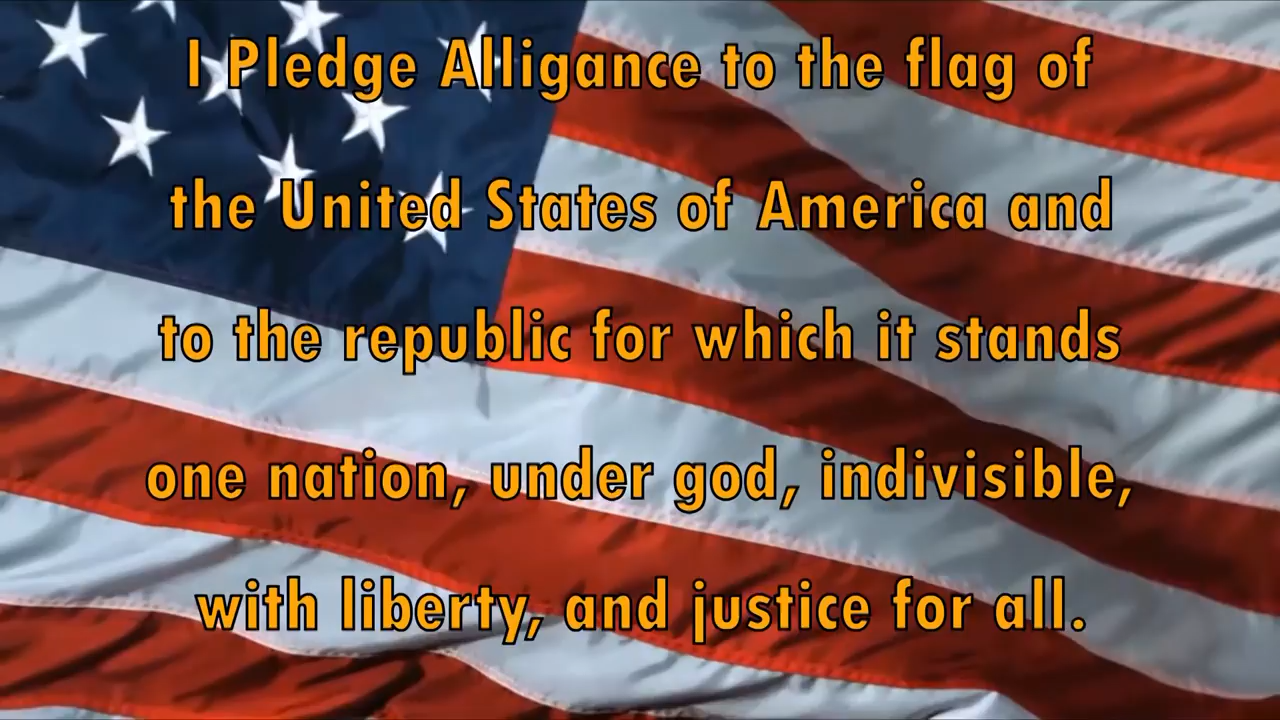 I Pledge Alligance to the flag of
the United States of America and
to the republic for which it stands
one nation, under god, indivisible,
with liberty, and justice for all.